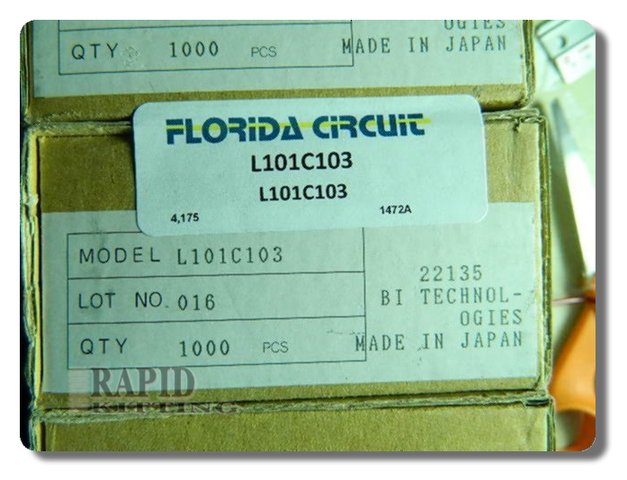 OGIES
QTY 1000 PCS MADE IN JAPAN
FLORIDA CIRCUIT
L101C103
L101C103
4,175 1472A
MODEL L101C103
22135
LOT NO. 016 BI TECHNOL-
OGIES
QTY 1000 PCS MADE IN JAPAN
RAPID
KITTING